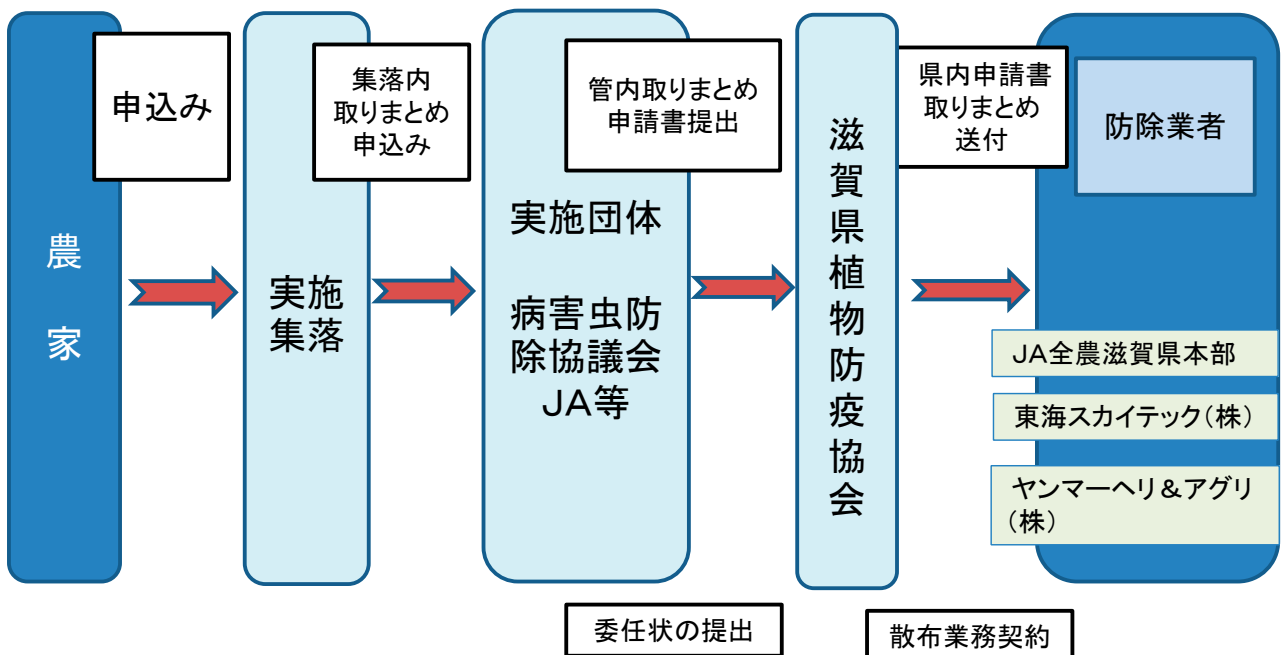 農
家
申込み
実施
集落
集落内
取りまとめ
申込み
実施団体
病害虫防
除協議会
JA等
管内取りまとめ
申請書提出
滋賀県植物防疫協会
県内申請書
取りまとめ
送付
防除業者
JA全農滋賀県本部
東海スカイテック(株)
ヤンマーヘリ&アグリ
(株)
委任状の提出
散布業務契約